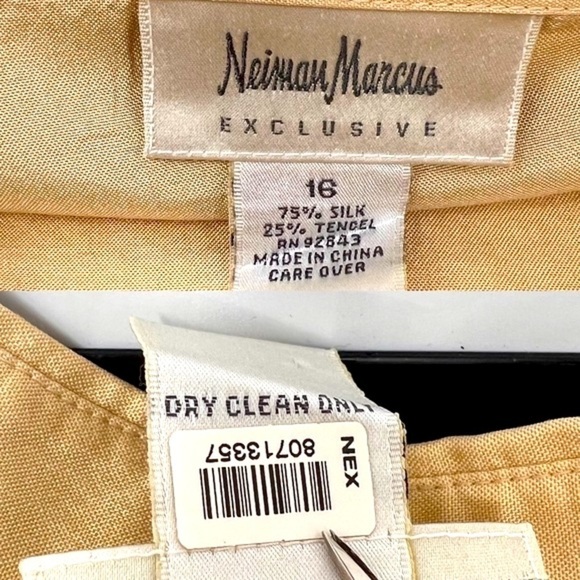 Neiman Marcus
EXCLUSIVE
16
75% SILK
25% TENCEL
RN 92843
MADE IN CHINA
CARE OVER
DRY CLEAN ONLY
NEX
80713357